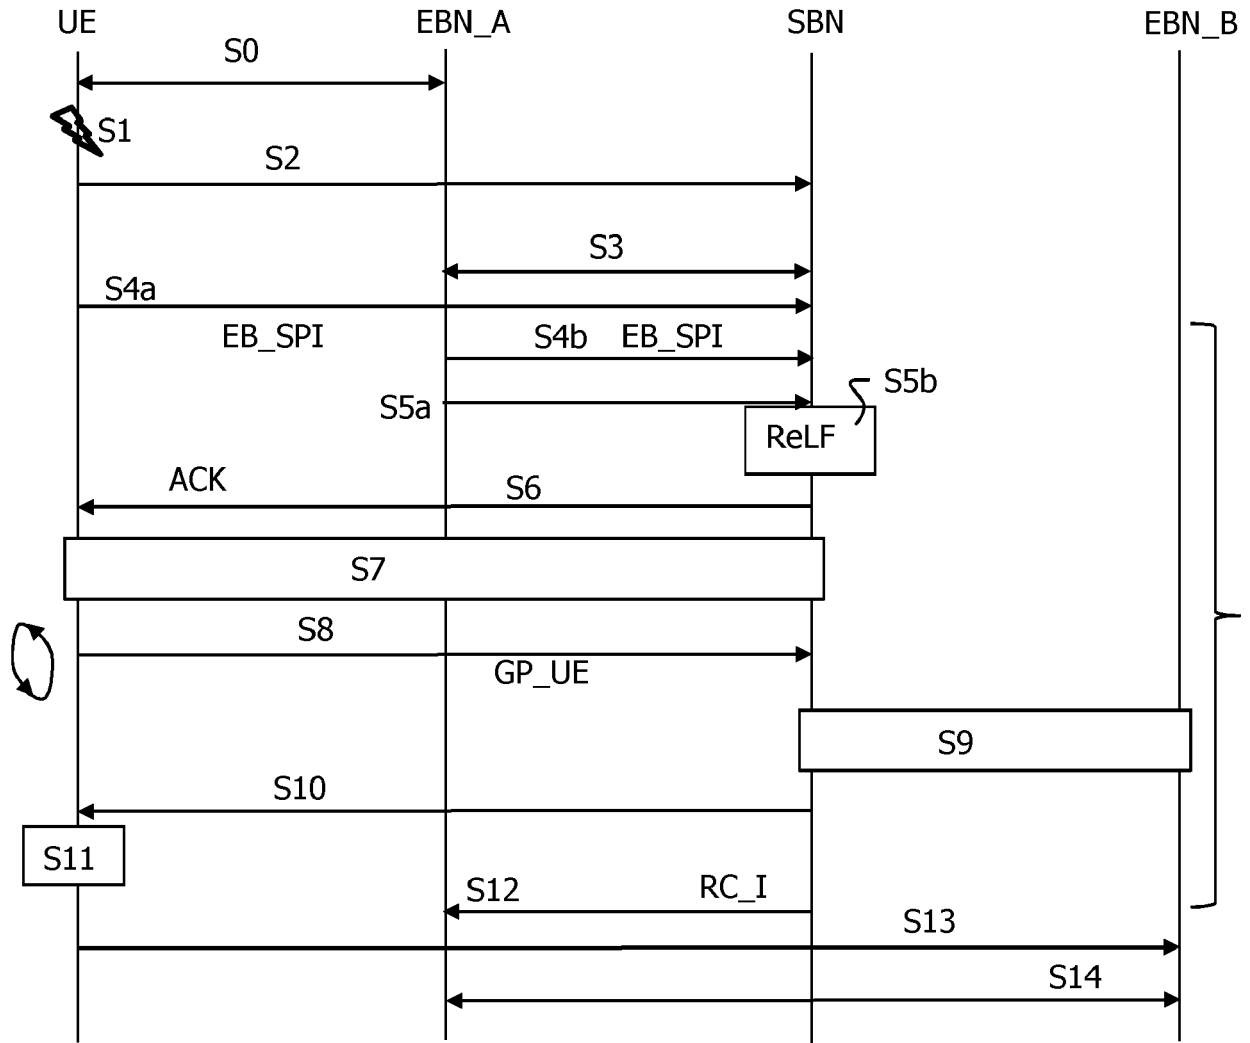 UE EBN_A SBN EBN_B
S0
S1
S2
S3
S4a
EB_SPI S4b EB_SPI
S5a S5b
ReLF
ACK S6
S7
S8
GP_UE
S9
S10
S11
S12 RC_I
S13
S14